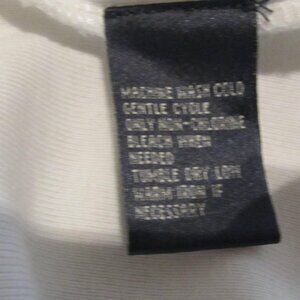 MACHINE WASH COLD
GENTLE CYCLE
ONLY NON-CHLORINE
BLEACH WHEN
NEEDED
TUMBLE DRY LOW
WARM IRON IF
NECESSARY